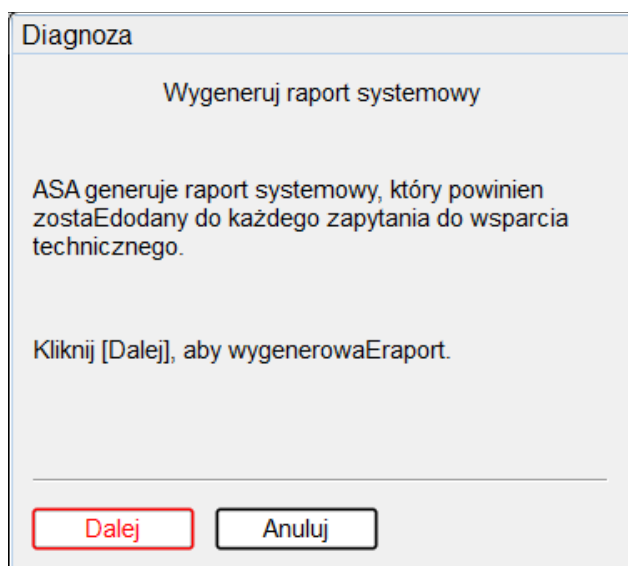 Diagnoza
Wygeneruj raport systemowy
ASA generuje raport systemowy, który powinien
zostaEdodany do każdego zapytania do wsparcia
technicznego.
Kliknij [Dalej], aby wygenerowaEraport.
Dalej
Anuluj